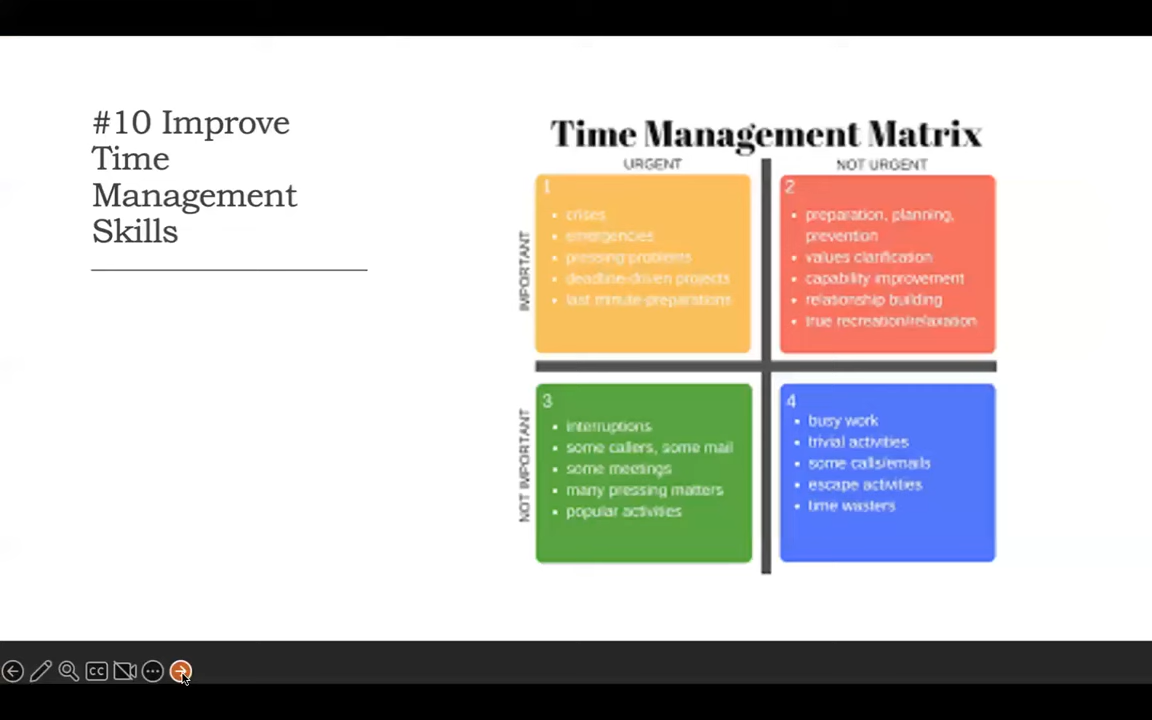 #10 Improve
Time
Management
Skills
Time Management Matrix
URGENT
NOT URGENT
IMPORTANT
1
• crises
• emergencies
• pressing problems
• deadline-driven projects
• last minute preparations
2
• preparation, planning,
prevention
• values clarification
• capability improvement
• relationship building
• true recreation/relaxation
NOT IMPORTANT
3
• interruptions
• some callers, some mail
• some meetings
• many pressing matters
• popular activities
4
• busy work
• trivial activities
• some calls/emails
• escape activities
• time wasters
CC